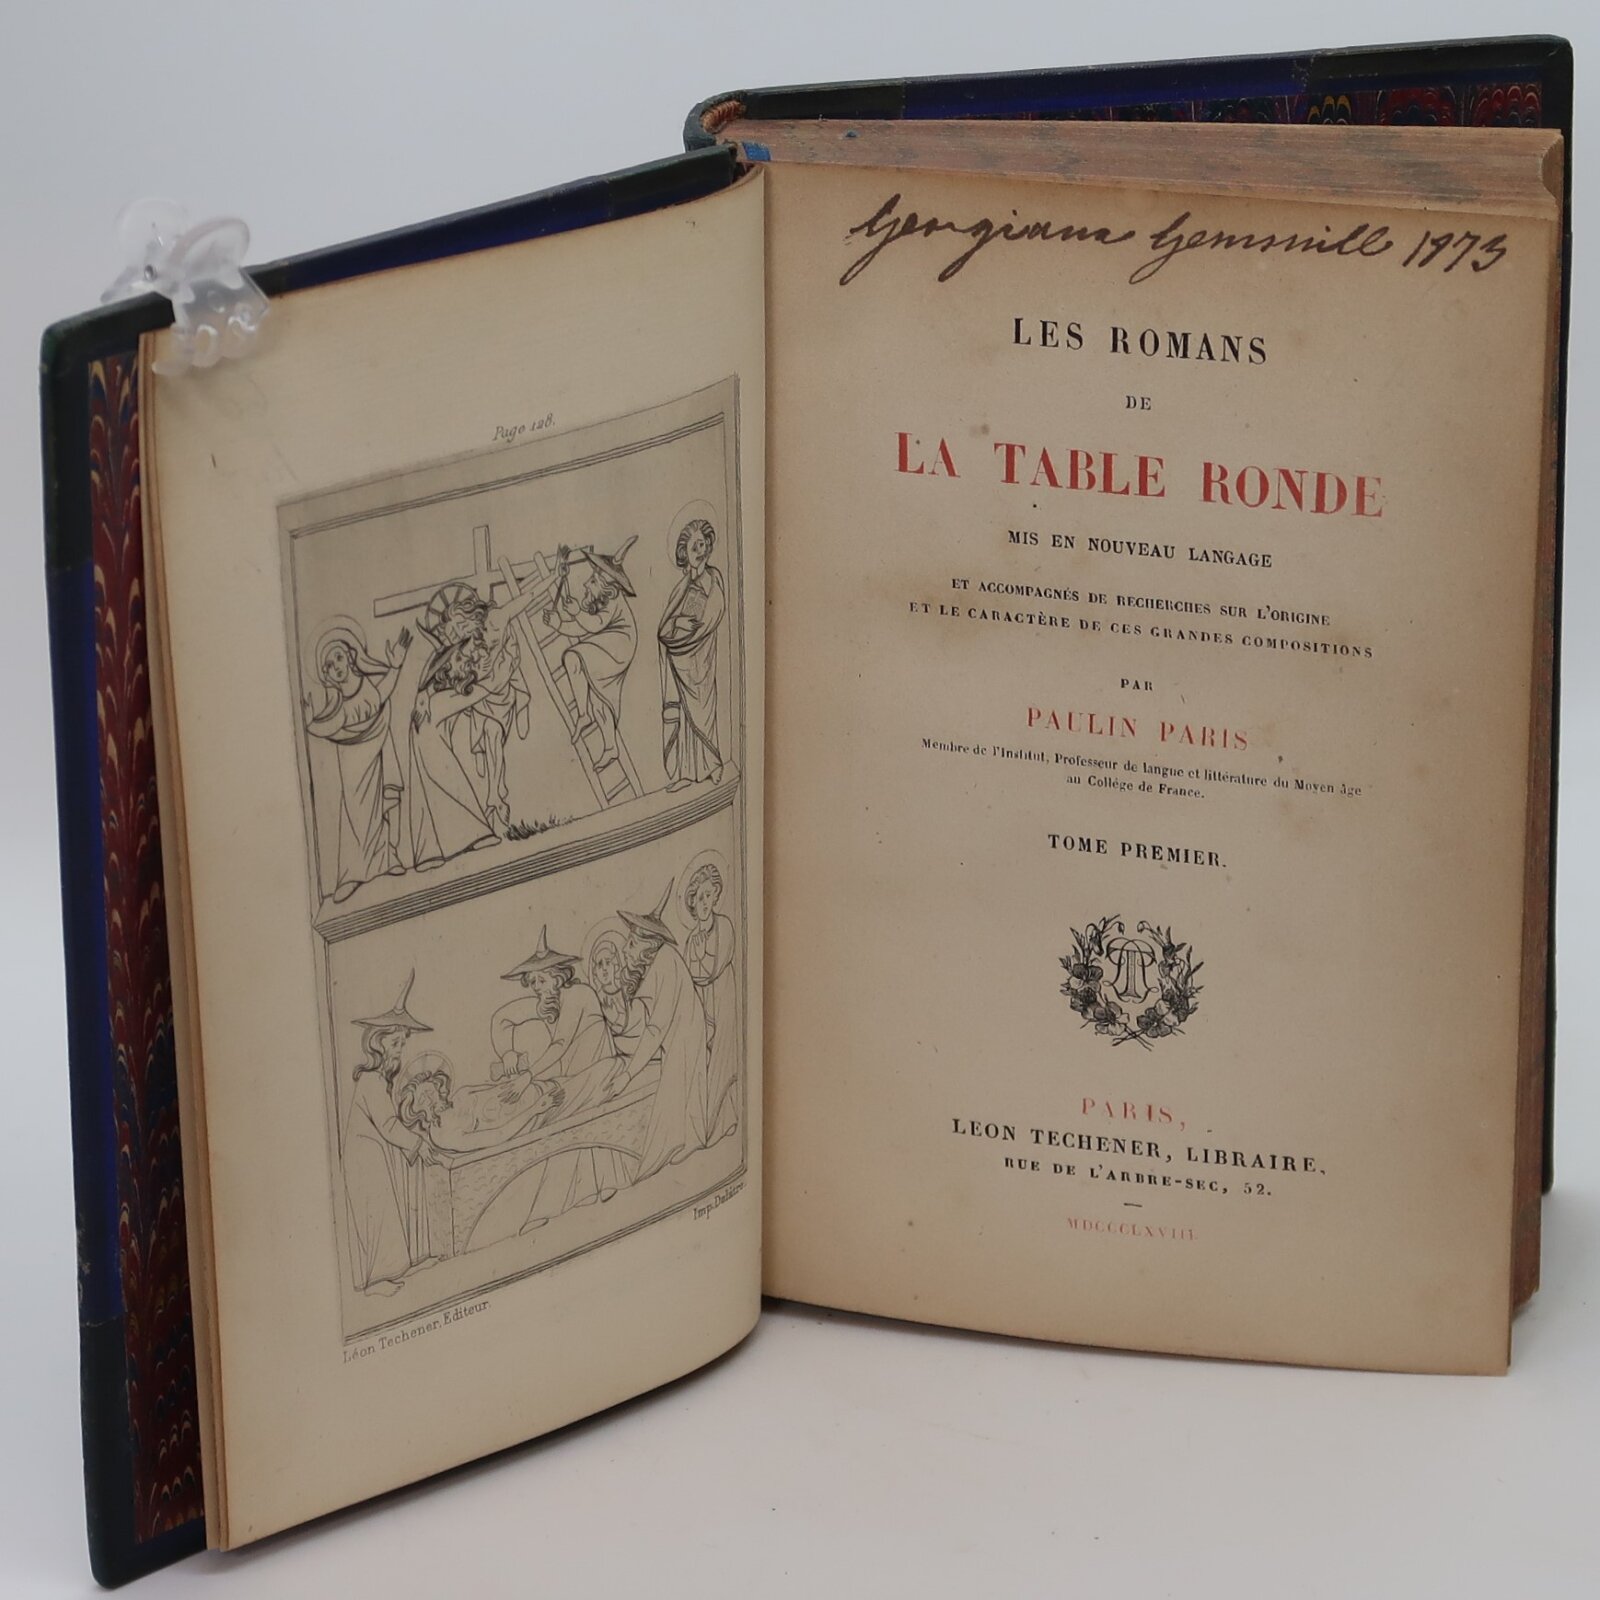 Page 128.
Léon Techener, Editeur.
Imp. Delâtre.
Georgiana Gemmill 1973
LES ROMANS
DE
LA TABLE RONDE
MIS EN NOUVEAU LANGAGE
ET ACCOMPAGNÉS DE RECHERCHES SUR L'ORIGINE
ET LE CARACTÈRE DE CES GRANDES COMPOSITIONS
PAR
PAULIN PARIS
Membre de l'Institut, Professeur de langue et littérature du Moyen âge
au Collége de France.
TOME PREMIER.
PARIS,
LEON TECHENER, LIBRAIRE,
RUE DE L'ARBRE-SEC, 52.
MDCCCLXVIII